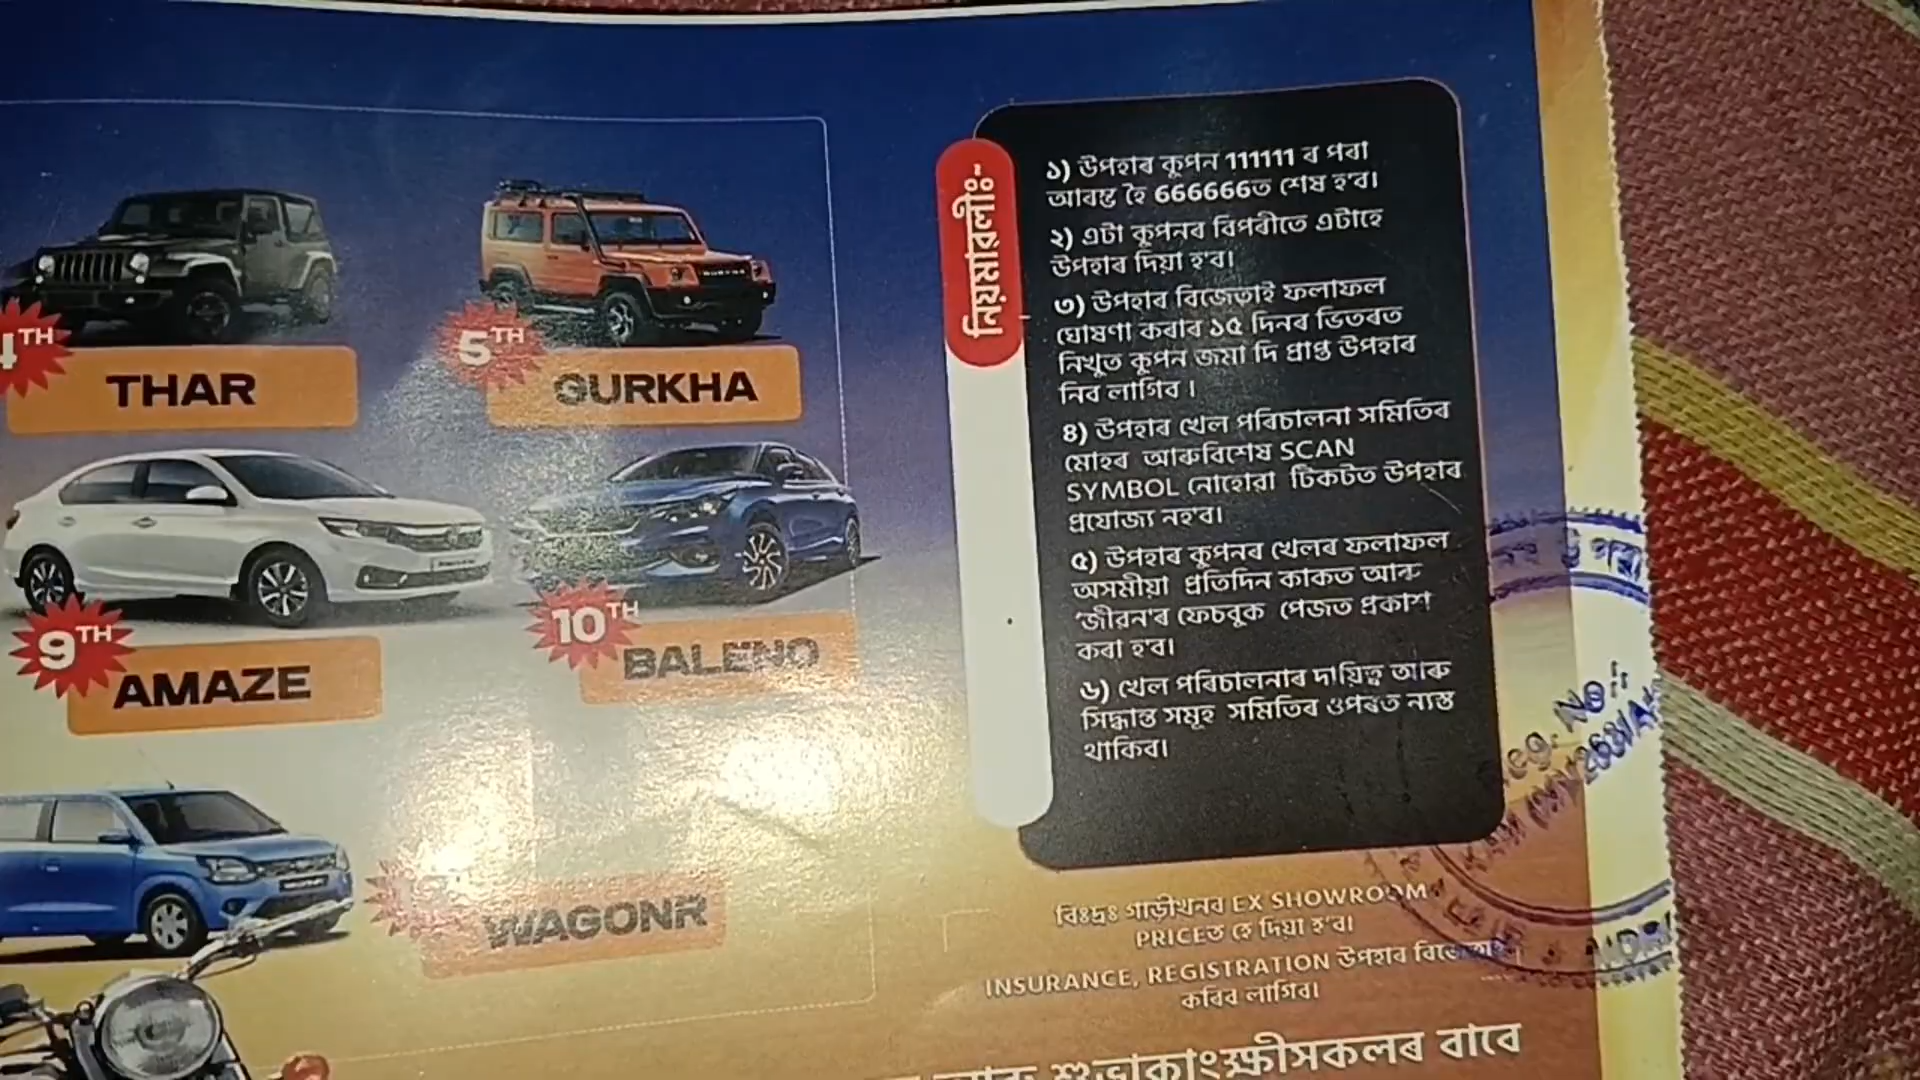 4TH
THAR
5TH
GURKHA
9TH
AMAZE
10TH
BALENO
WAGONR
নিয়মাৱলীঃ-
১) উপহাৰ কুপন 111111 ৰ পৰা
আৰম্ভ হৈ 666666ত শেষ হ'ব।
২) এটা কুপনৰ বিপৰীতে এটাহে
উপহাৰ দিয়া হ'ব।
৩) উপহাৰ বিজেতাই ফলাফল
ঘোষণা কৰাৰ ১৫ দিনৰ ভিতৰত
নিখুত কুপন জমা দি প্ৰাপ্ত উপহাৰ
নিব লাগিব ।
৪) উপহাৰ খেল পৰিচালনা সমিতিৰ
মোহৰ আৰুবিশেষ SCAN
SYMBOL নোহোৱা টিকটত উপহাৰ
প্ৰযোজ্য নহ'ব।
৫) উপহাৰ কুপনৰ খেলৰ ফলাফল
অসমীয়া প্ৰতিদিন কাকত আৰু
'জীৱন'ৰ ফেচবুক পেজত প্ৰকাশ
কৰা হ'ব।
৬) খেল পৰিচালনাৰ দায়িত্ব আৰু
সিদ্ধান্ত সমূহ সমিতিৰ ওপৰত ন্যস্ত
থাকিব।
বিঃদ্ৰঃ গাড়ীখনৰ EX SHOWROOM
PRICEত হে দিয়া হ'ব।
INSURANCE, REGISTRATION উপহাৰ
কৰিব লাগিব।
আৰু শুভাকাংক্ষীসকলৰ বাবে